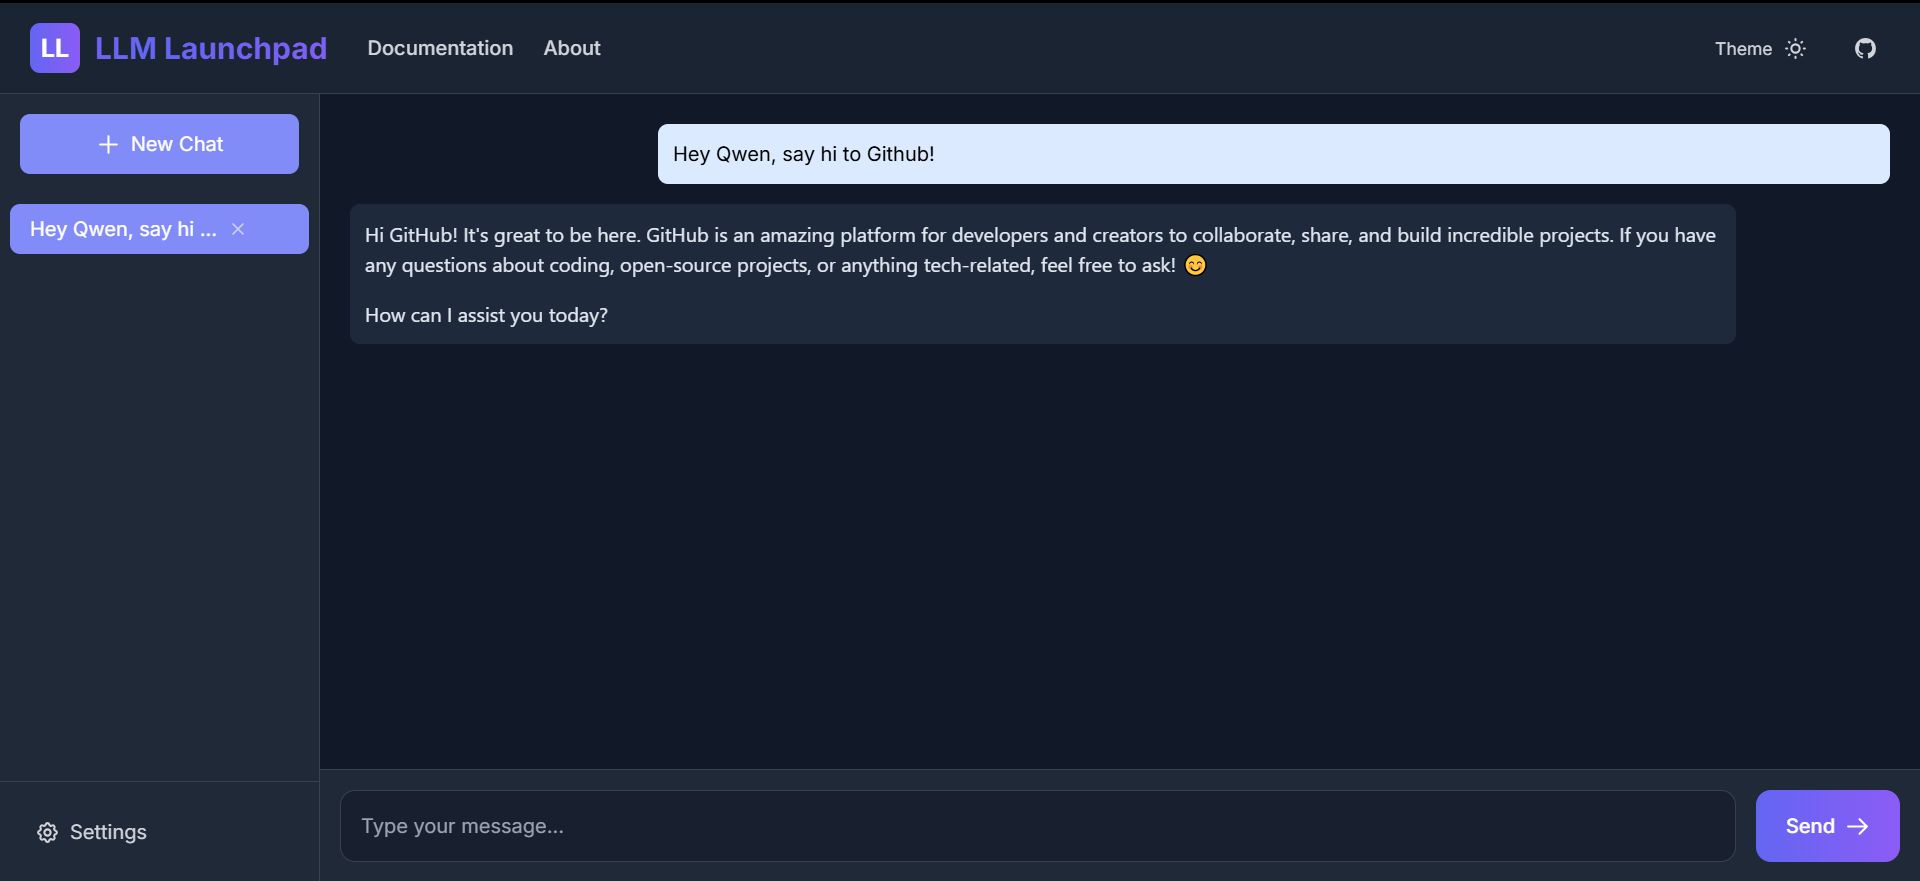 LL LLM Launchpad Documentation About Theme
New Chat
Hey Qwen, say hi ...
Hey Qwen, say hi to Github!
Hi GitHub! It's great to be here. GitHub is an amazing platform for developers and creators to collaborate, share, and build incredible projects. If you have
any questions about coding, open-source projects, or anything tech-related, feel free to ask! 😊
How can I assist you today?
Settings
Type your message...
Send